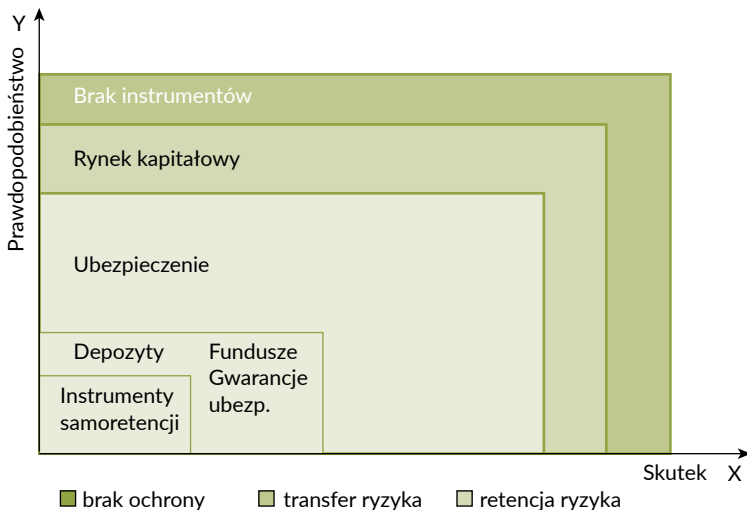 Y
Prawdopodobieństwo
Brak instrumentów
Rynek kapitałowy
Ubezpieczenie
Depozyty
Fundusze
Gwarancje
ubezp.
Instrumenty
samoretencji
Skutek X
brak ochrony transfer ryzyka retencja ryzyka